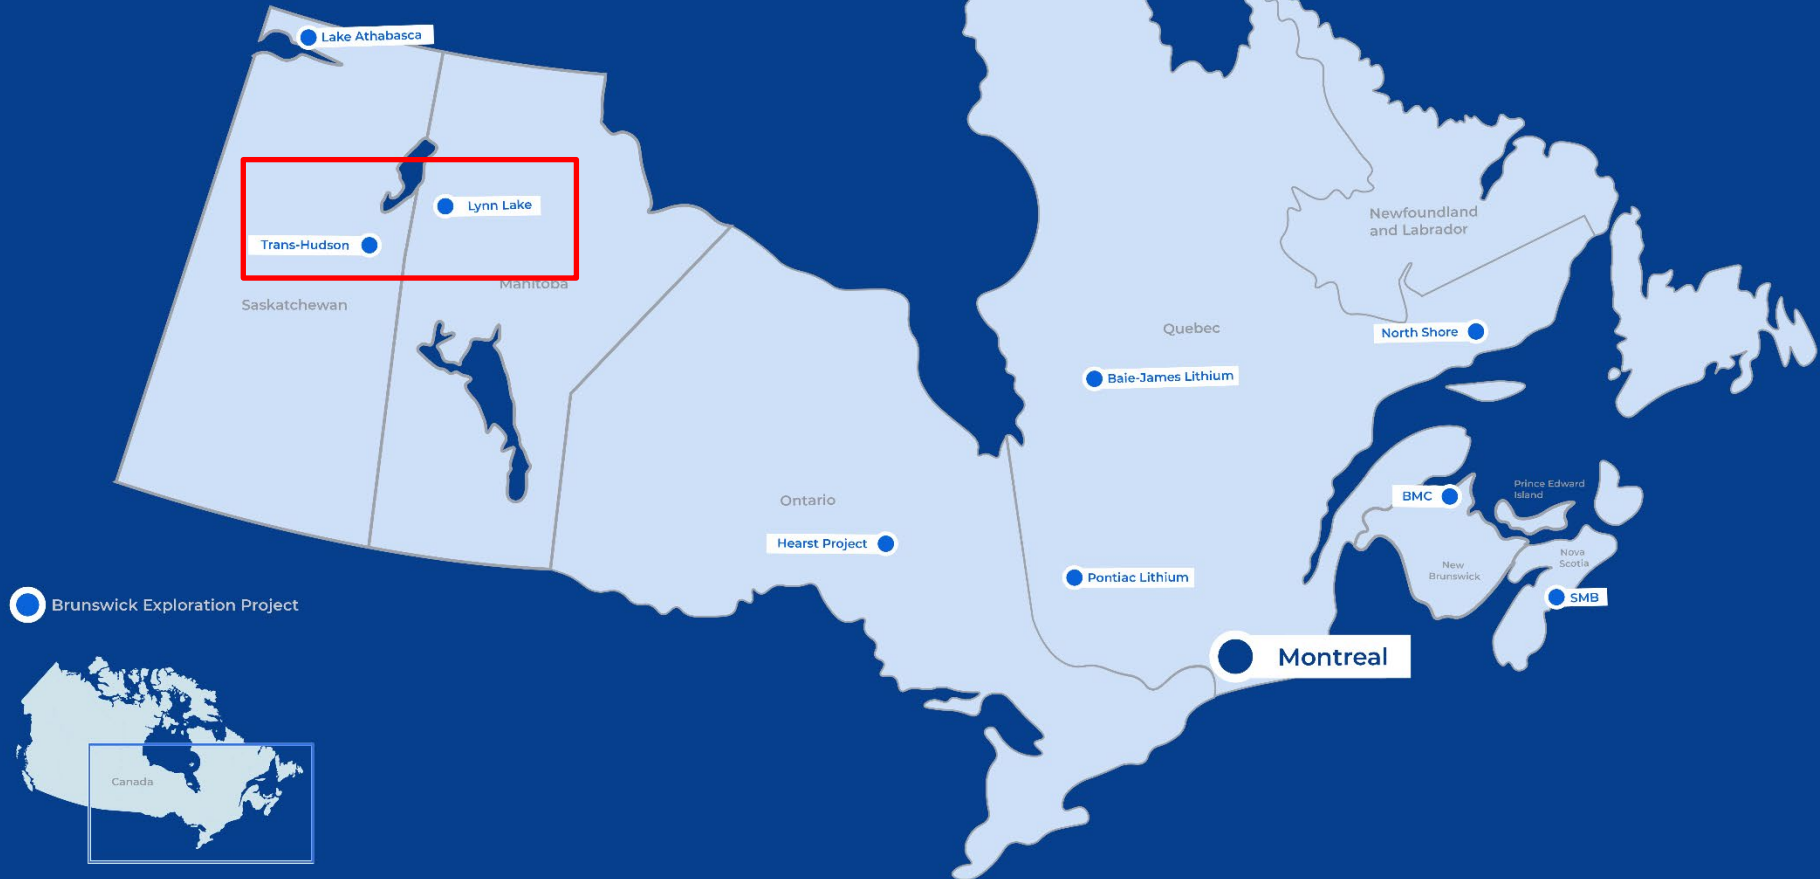 Lake Athabasca
Lynn Lake
Trans-Hudson
Manitoba
Saskatchewan
Newfoundland
and Labrador
Quebec
North Shore
Baie-James Lithium
Ontario
Hearst Project
BMC
Prince Edward
Island
New
Brunswick
Nova
Scotia
SMB
Pontiac Lithium
Montreal
Brunswick Exploration Project
Canada